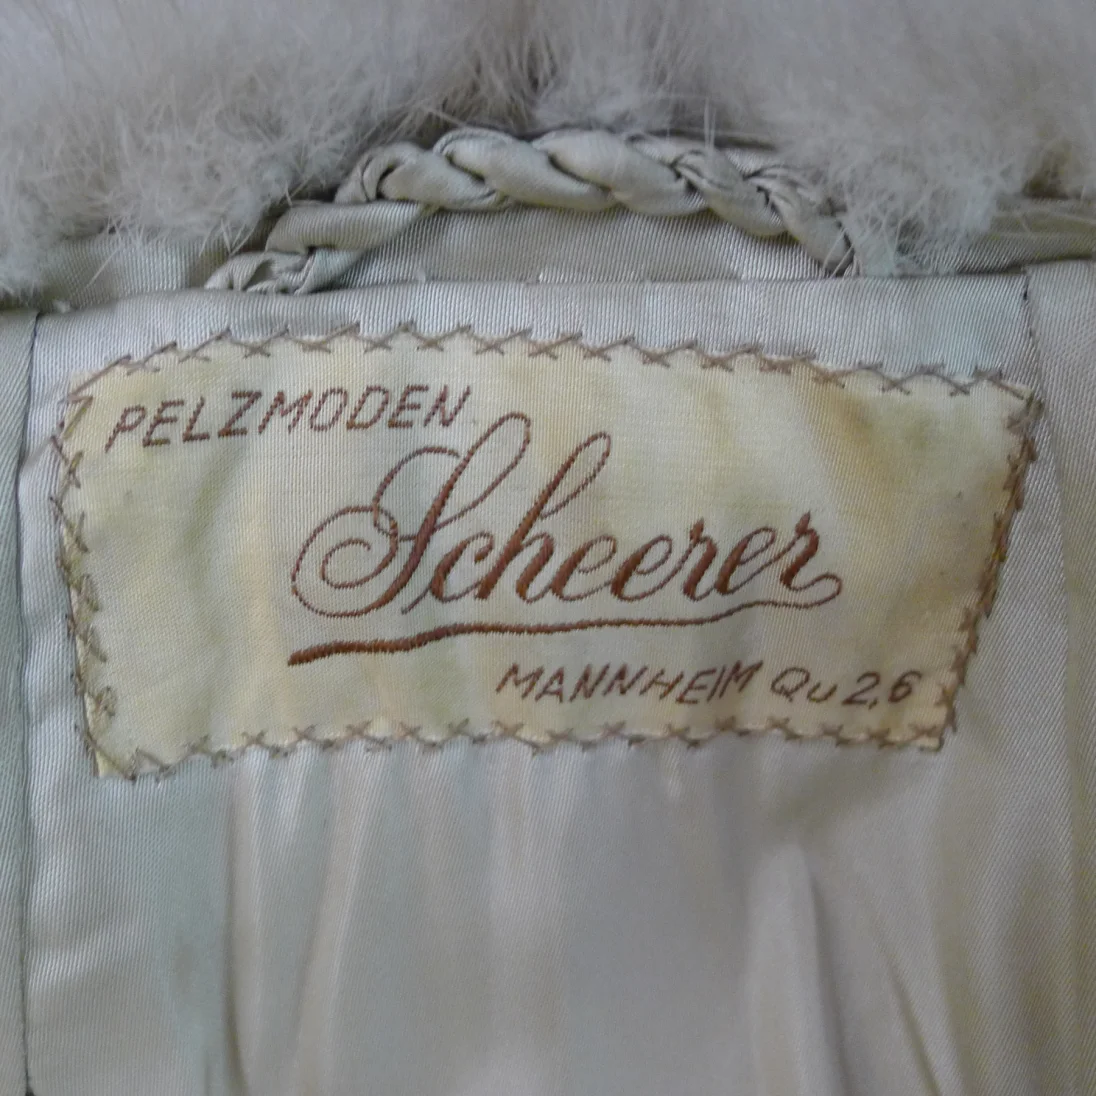 PELZMODEN
Scheerer
MANNHEIM Qu 2,6